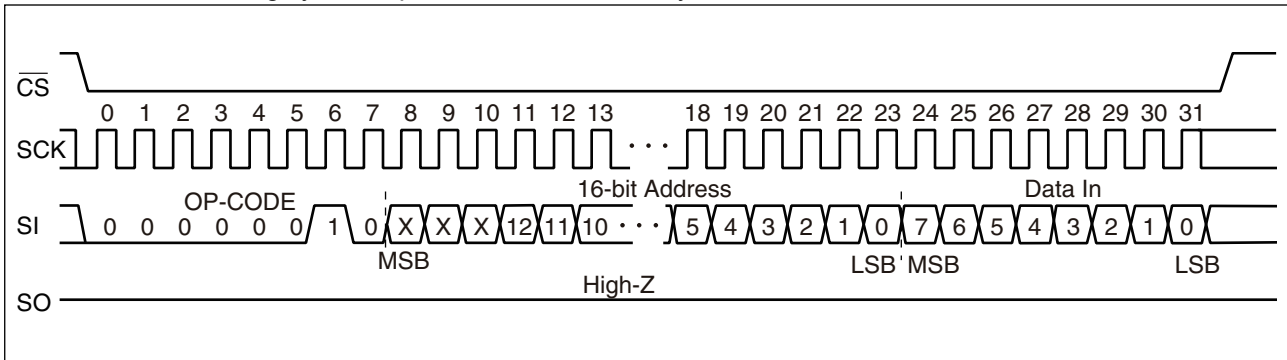 CS
0 1 2 3 4 5 6 7 8 9 10 11 12 13 18 19 20 21 22 23 24 25 26 27 28 29 30 31
SCK ···
OP-CODE 16-bit Address Data In
SI 0 0 0 0 0 0 1 0 X X X 12 11 10 ··· 5 4 3 2 1 0 7 6 5 4 3 2 1 0
MSB LSB MSB LSB
High-Z
SO